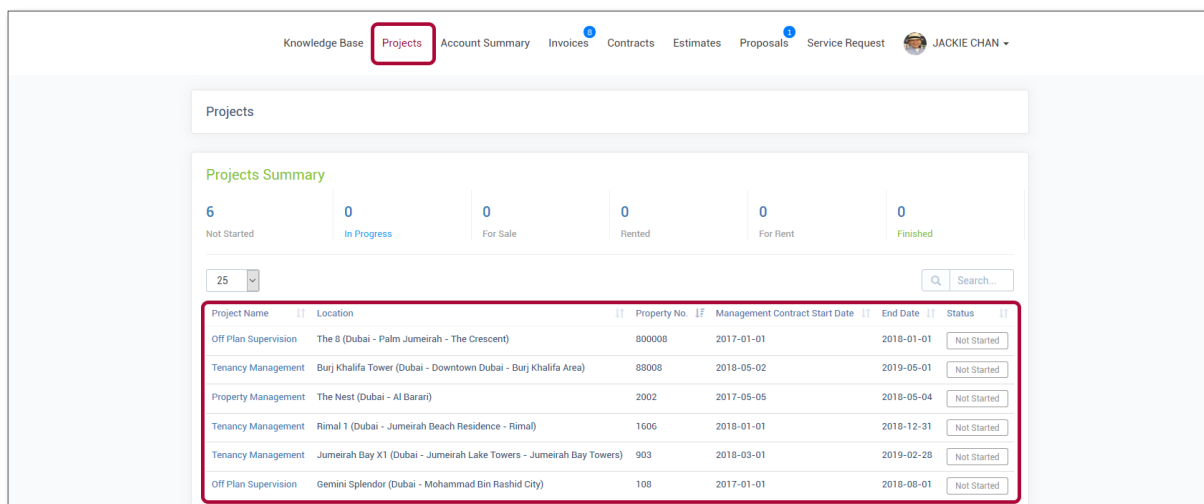 Knowledge Base Projects Account Summary Invoices 8 Contracts Estimates Proposals 1 Service Request JACKIE CHAN
Projects
Projects Summary
6 0 0 0 0 0
Not Started In Progress For Sale Rented For Rent Finished
25 Search...
Project Name Location Property No. Management Contract Start Date End Date Status
Off Plan Supervision The 8 (Dubai - Palm Jumeirah - The Crescent) 800008 2017-01-01 2018-01-01 Not Started
Tenancy Management Burj Khalifa Tower (Dubai - Downtown Dubai - Burj Khalifa Area) 88008 2018-05-02 2019-05-01 Not Started
Property Management The Nest (Dubai - Al Barari) 2002 2017-05-05 2018-05-04 Not Started
Tenancy Management Rimal 1 (Dubai - Jumeirah Beach Residence - Rimal) 1606 2018-01-01 2018-12-31 Not Started
Tenancy Management Jumeirah Bay X1 (Dubai - Jumeirah Lake Towers - Jumeirah Bay Towers) 903 2018-03-01 2019-02-28 Not Started
Off Plan Supervision Gemini Splendor (Dubai - Mohammad Bin Rashid City) 108 2017-01-01 2018-08-01 Not Started